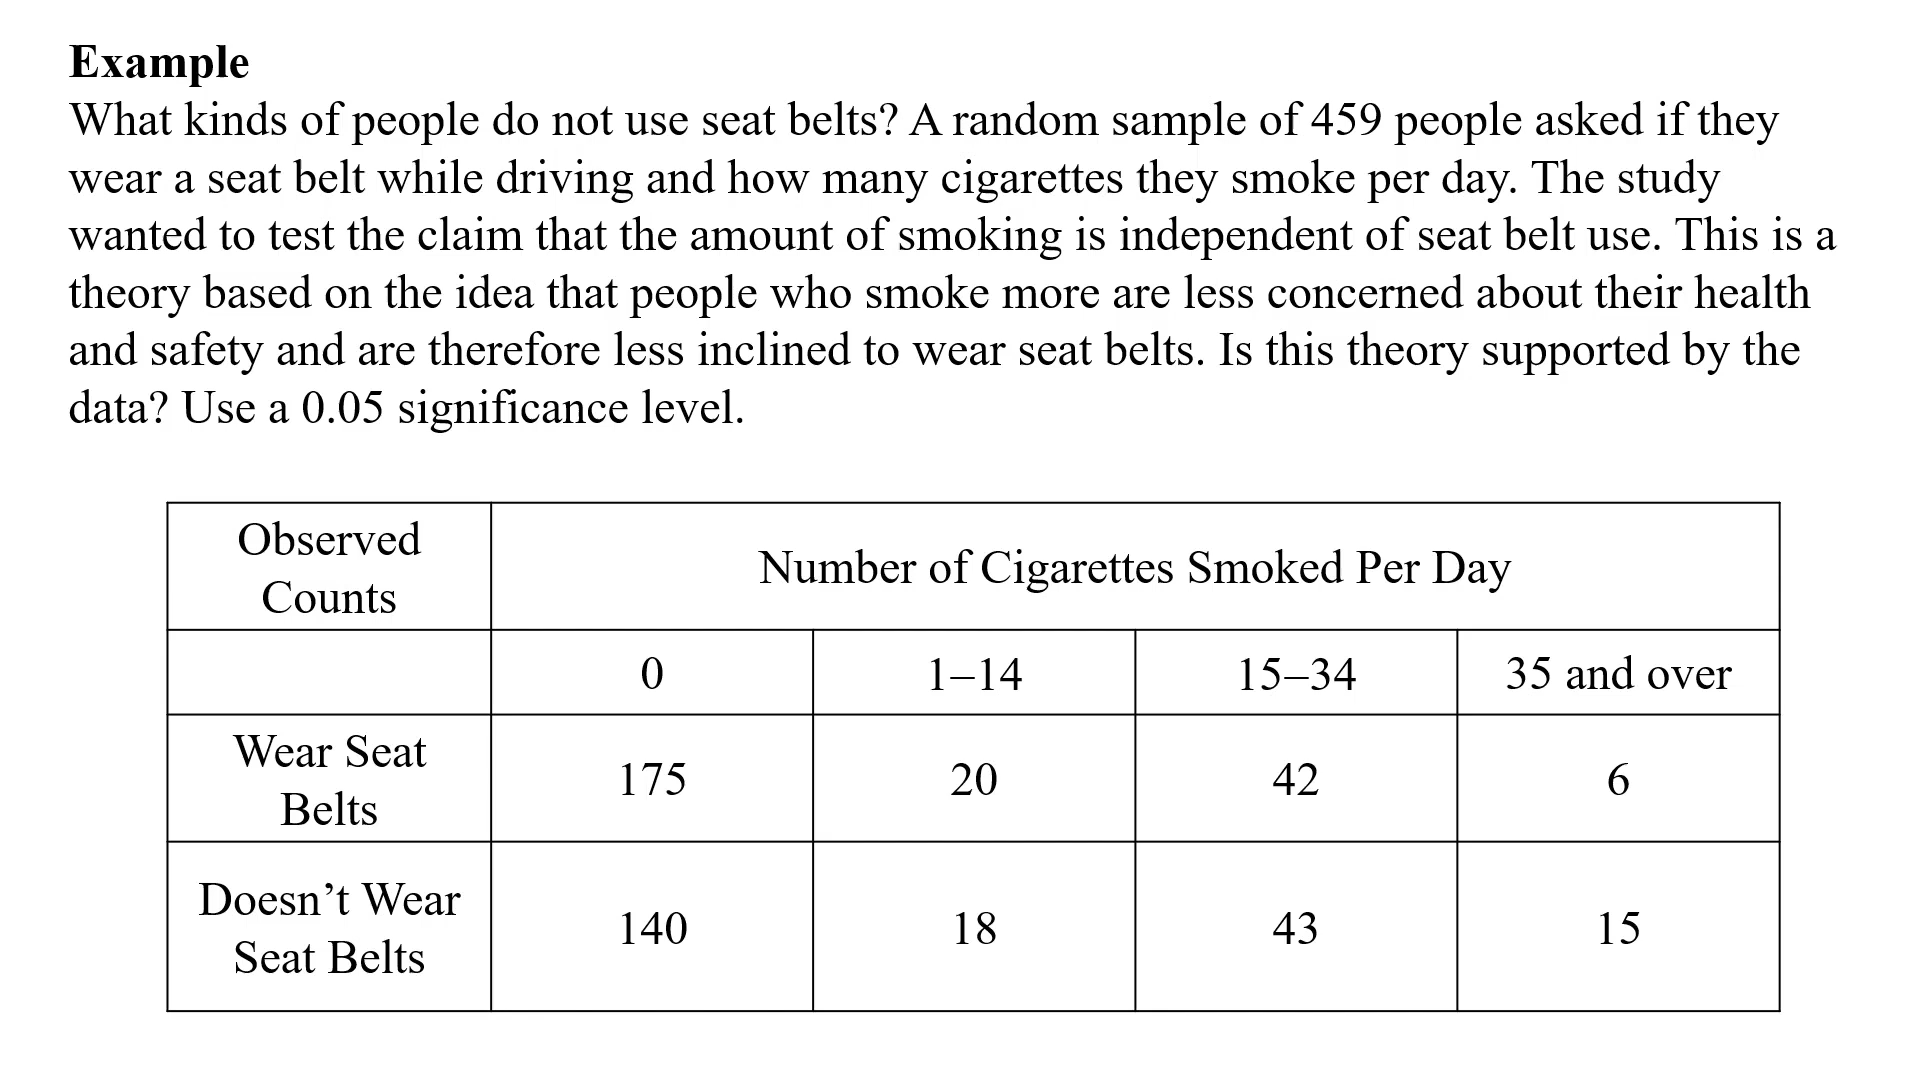 Example
What kinds of people do not use seat belts? A random sample of 459 people asked if they
wear a seat belt while driving and how many cigarettes they smoke per day. The study
wanted to test the claim that the amount of smoking is independent of seat belt use. This is a
theory based on the idea that people who smoke more are less concerned about their health
and safety and are therefore less inclined to wear seat belts. Is this theory supported by the
data? Use a 0.05 significance level.
Observed
Counts
Number of Cigarettes Smoked Per Day
0 1–14 15–34 35 and over
Wear Seat
Belts
175 20 42 6
Doesn’t Wear
Seat Belts
140 18 43 15